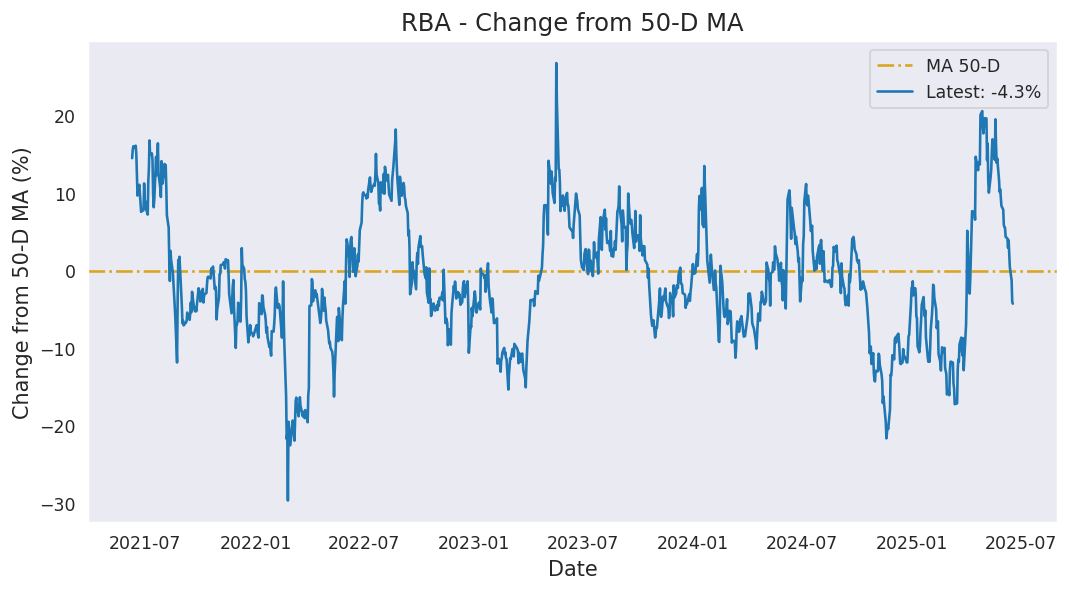 RBA - Change from 50-D MA
MA 50-D
Latest: -4.3%
Change from 50-D MA (%)
20
10
0
−10
−20
−30
2021-07 2022-01 2022-07 2023-01 2023-07 2024-01 2024-07 2025-01 2025-07
Date